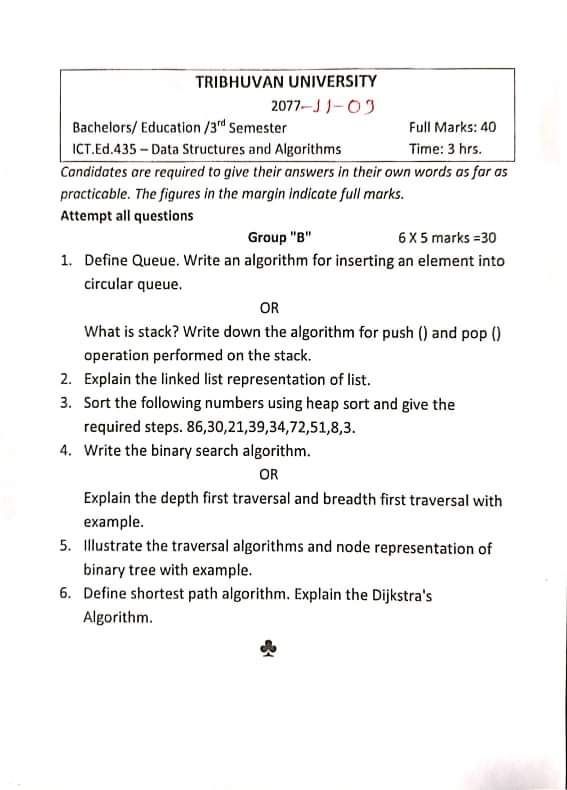 TRIBHUVAN UNIVERSITY
2077-11-09
Bachelors/ Education /3rd Semester Full Marks: 40
ICT.Ed.435 – Data Structures and Algorithms Time: 3 hrs.
Candidates are required to give their answers in their own words as far as
practicable. The figures in the margin indicate full marks.
Attempt all questions
Group "B" 6 X 5 marks =30
1. Define Queue. Write an algorithm for inserting an element into
circular queue.
OR
What is stack? Write down the algorithm for push () and pop ()
operation performed on the stack.
2. Explain the linked list representation of list.
3. Sort the following numbers using heap sort and give the
required steps. 86,30,21,39,34,72,51,8,3.
4. Write the binary search algorithm.
OR
Explain the depth first traversal and breadth first traversal with
example.
5. Illustrate the traversal algorithms and node representation of
binary tree with example.
6. Define shortest path algorithm. Explain the Dijkstra's
Algorithm.